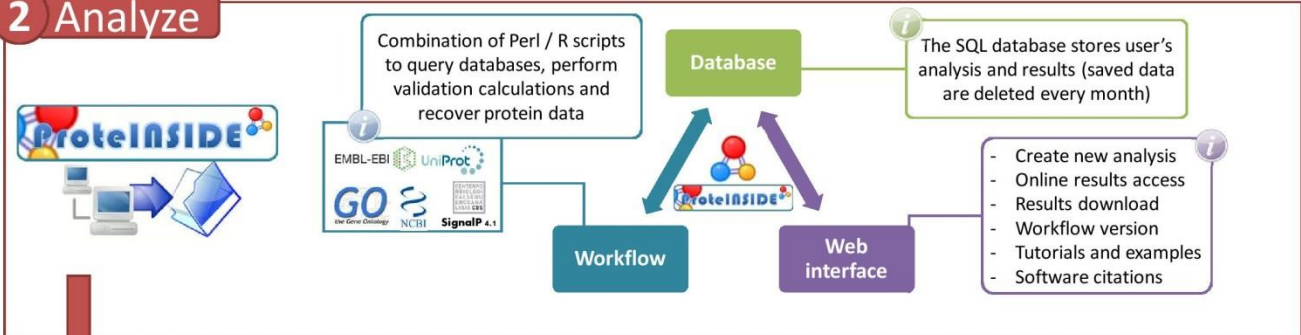 2 Analyze
ProteINSIDE
Combination of Perl / R scripts
to query databases, perform
validation calculations and
recover protein data
EMBL-EBI UniProt
GO
the Gene Ontology
NCBI
CBS
SignalP 4.1
Database
ProteINSIDE
Workflow
Web
interface
The SQL database stores user's
analysis and results (saved data
are deleted every month)
- Create new analysis
- Online results access
- Results download
- Workflow version
- Tutorials and examples
- Software citations